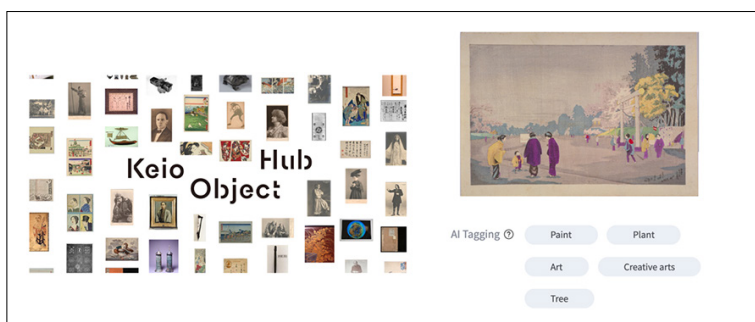 Keio
Object
Hub
AI Tagging
Paint
Plant
Art
Creative arts
Tree